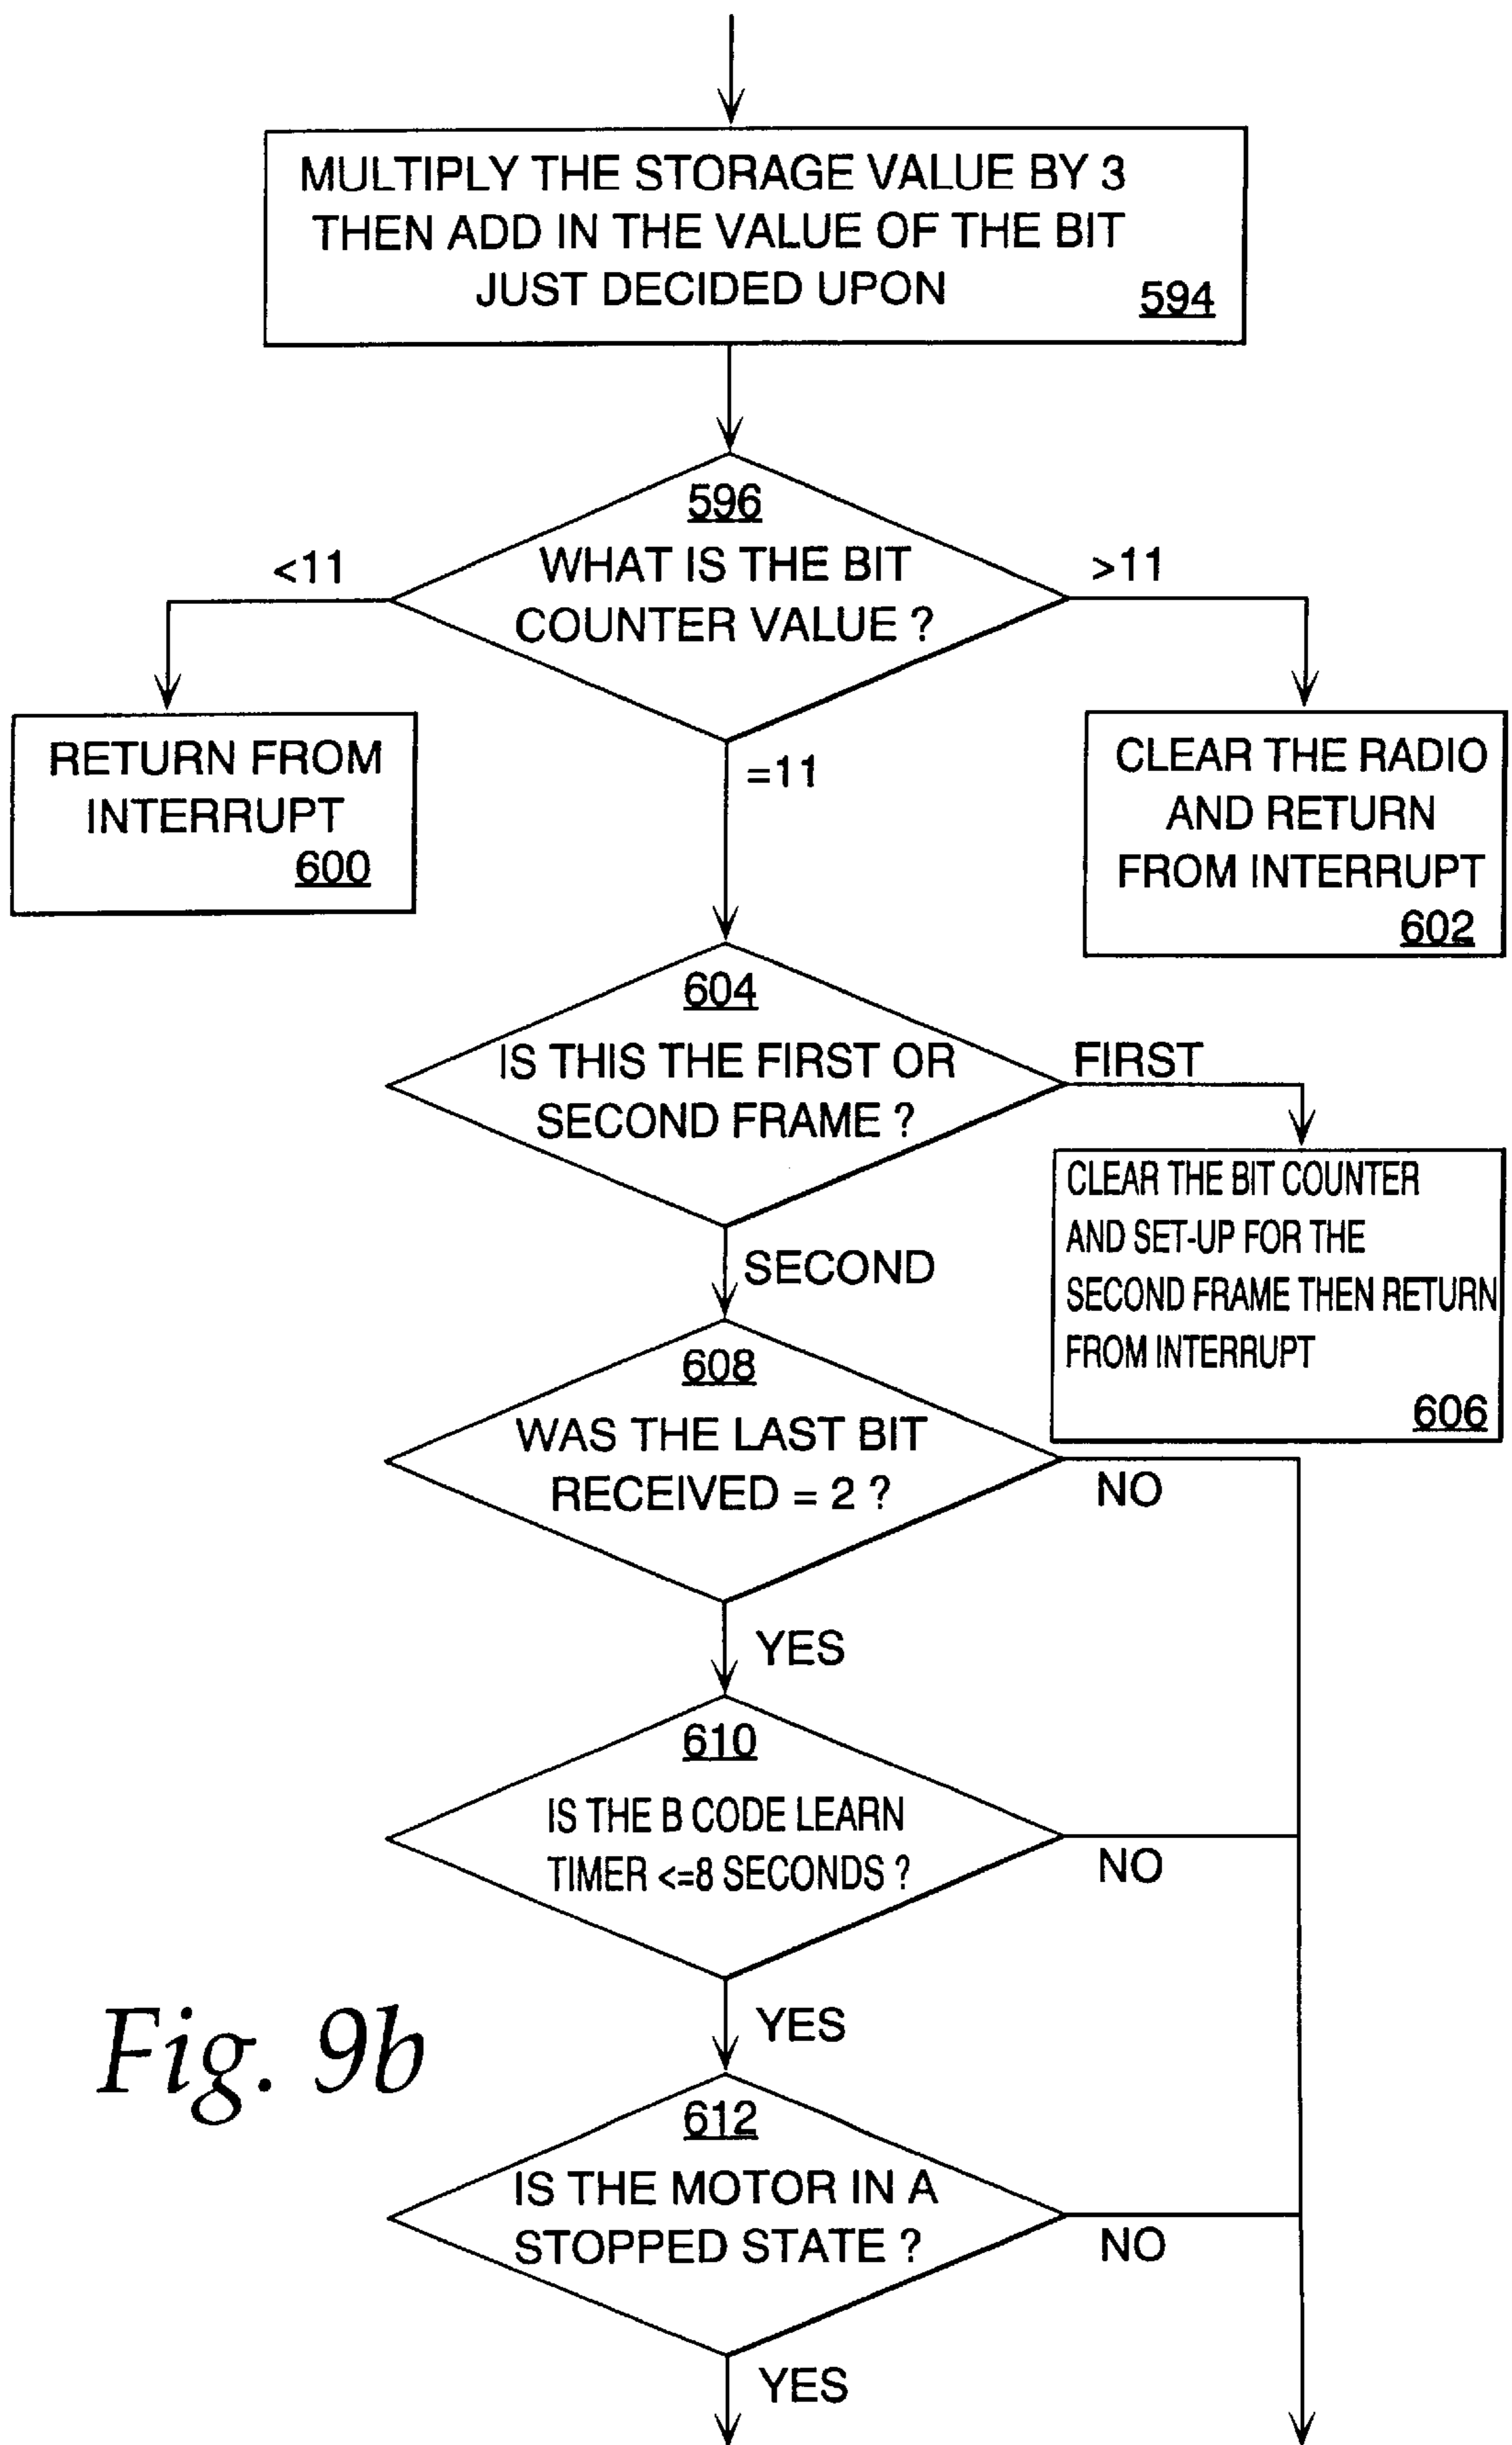 MULTIPLY THE STORAGE VALUE BY 3
THEN ADD IN THE VALUE OF THE BIT
JUST DECIDED UPON
594
596
WHAT IS THE BIT
COUNTER VALUE ?
<11
>11
=11
RETURN FROM
INTERRUPT
600
CLEAR THE RADIO
AND RETURN
FROM INTERRUPT
602
604
IS THIS THE FIRST OR
SECOND FRAME ?
FIRST
SECOND
CLEAR THE BIT COUNTER
AND SET-UP FOR THE
SECOND FRAME THEN RETURN
FROM INTERRUPT
606
608
WAS THE LAST BIT
RECEIVED = 2 ?
NO
YES
610
IS THE B CODE LEARN
TIMER <=8 SECONDS ?
NO
YES
612
IS THE MOTOR IN A
STOPPED STATE ?
NO
YES
Fig. 9b